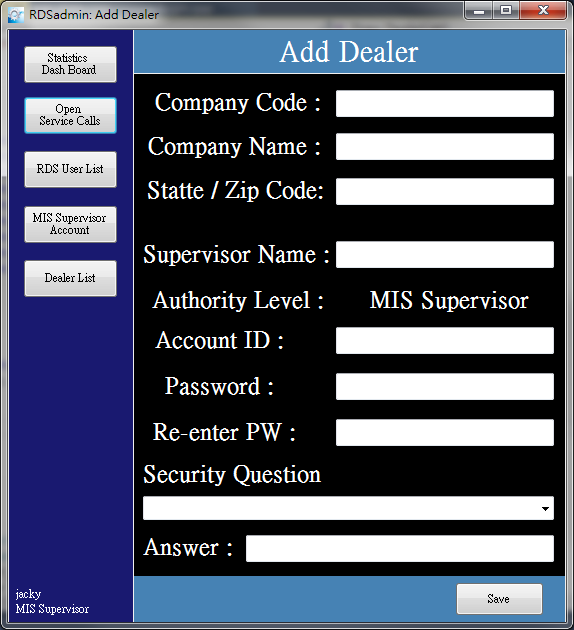 RDSadmin: Add Dealer
Statistics
Dash Board
Open
Service Calls
RDS User List
MIS Supervisor
Account
Dealer List
jacky
MIS Supervisor
Add Dealer
Company Code :
Company Name :
Statte / Zip Code:
Supervisor Name :
Authority Level : MIS Supervisor
Account ID :
Password :
Re-enter PW :
Security Question
Answer :
Save